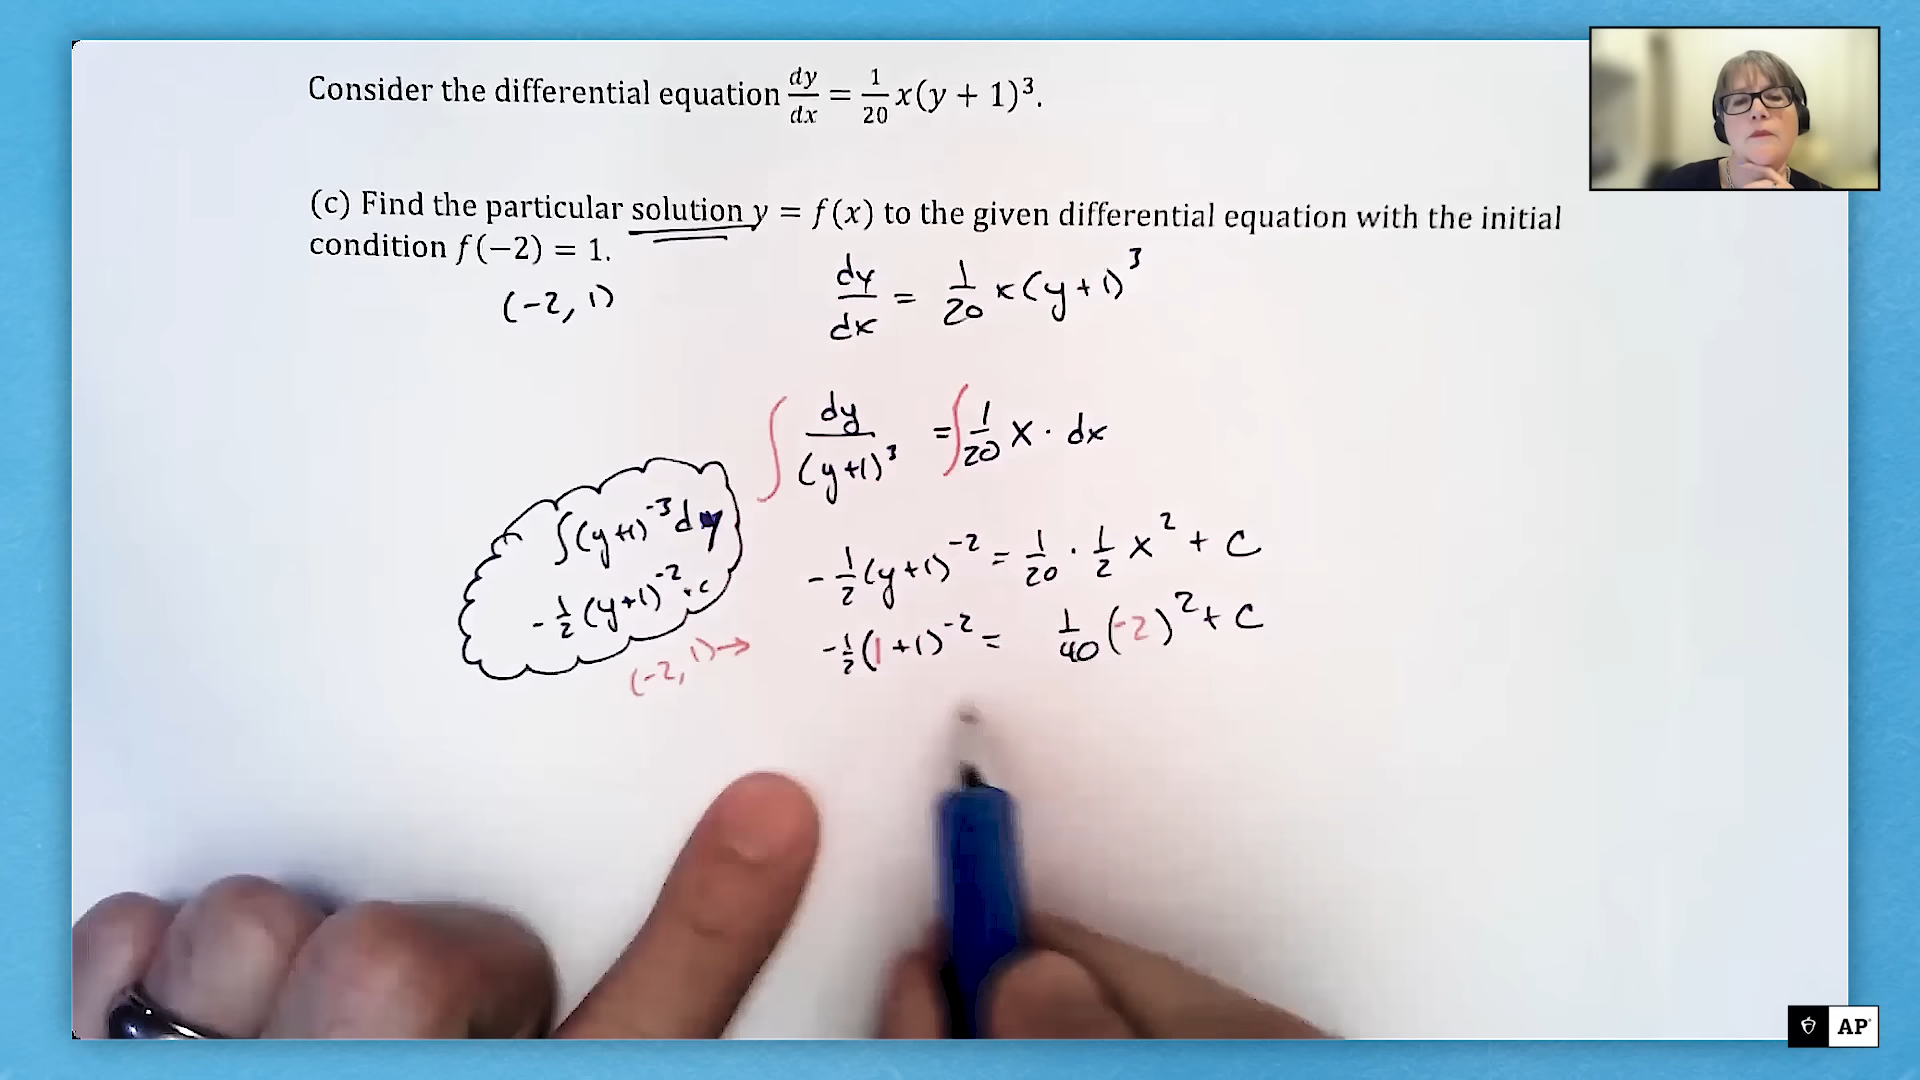 Consider the differential equation dy/dx = 1/20 x(y + 1)³.
(c) Find the particular solution y = f(x) to the given differential equation with the initial
condition f(−2) = 1.
(-2, 1)
dy/dx = 1/20 x(y+1)³
∫ dy/(y+1)³ = ∫ 1/20 x · dx
∫(y+1)⁻³ dy
-1/2 (y+1)⁻² + c
-1/2 (y+1)⁻² = 1/20 · 1/2 x² + C
(-2, 1) →
-1/2 (1+1)⁻² = 1/40 (-2)² + C
AP